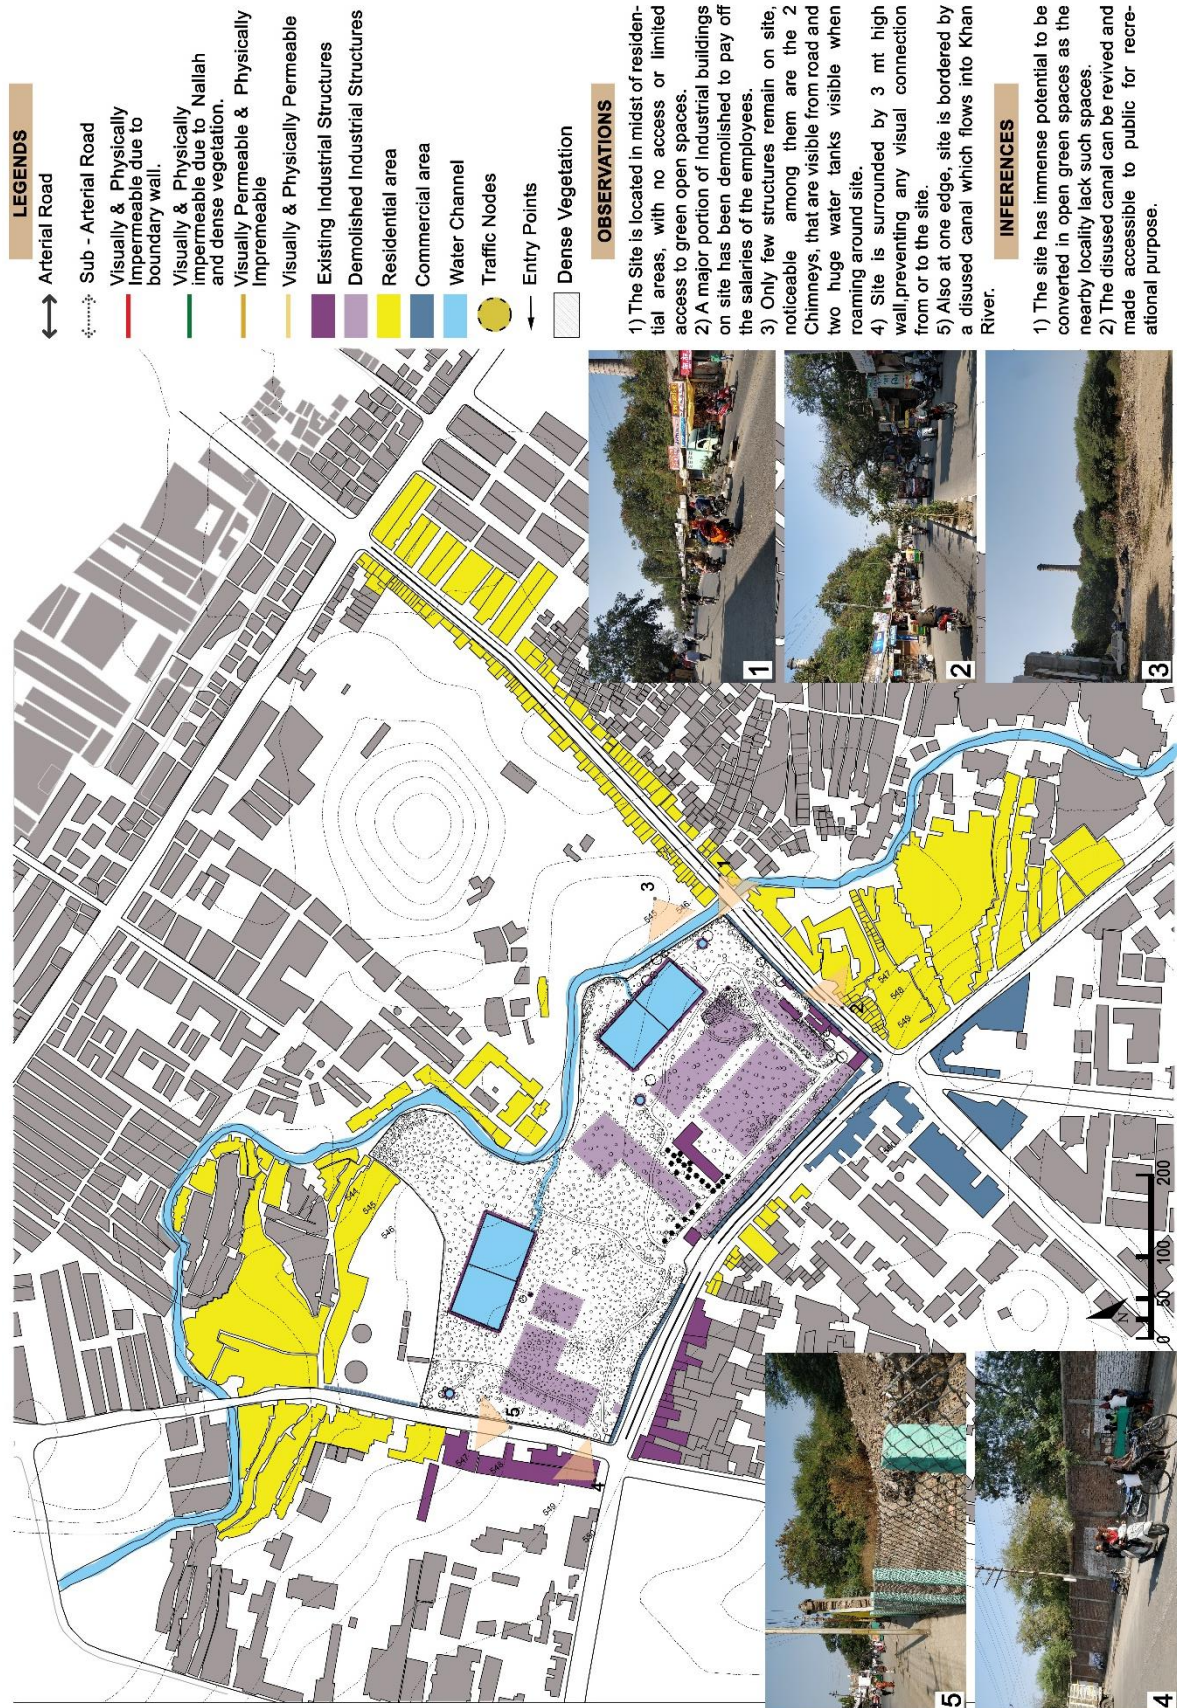 LEGENDS
Arterial Road
Sub - Arterial Road
Visually & Physically
Impermeable due to
boundary wall.
Visually & Physically
impermeable due to Nallah
and dense vegetation.
Visually Permeable & Physically
Impremeable
Visually & Physically Permeable
Existing Industrial Structures
Demolished Industrial Structures
Residential area
Commercial area
Water Channel
Traffic Nodes
Entry Points
Dense Vegetation
OBSERVATIONS
1) The Site is located in midst of residen-
tial areas, with no access or limited
access to green open spaces.
2) A major portion of Industrial buildings
on site has been demolished to pay off
the salaries of the employees.
3) Only few structures remain on site,
noticeable among them are the 2
Chimneys, that are visible from road and
two huge water tanks visible when
roaming around site.
4) Site is surrounded by 3 mt high
wall,preventing any visual connection
from or to the site.
5) Also at one edge, site is bordered by
a disused canal which flows into Khan
River.
INFERENCES
1) The site has immense potential to be
converted in open green spaces as the
nearby locality lack such spaces.
2) The disused canal can be revived and
made accessible to public for recre-
ational purpose.
1
2
3
5
4
544
545
546
547
548
549
5
4
3
545
546
1
2
547
548
549
N
0
50
100
200